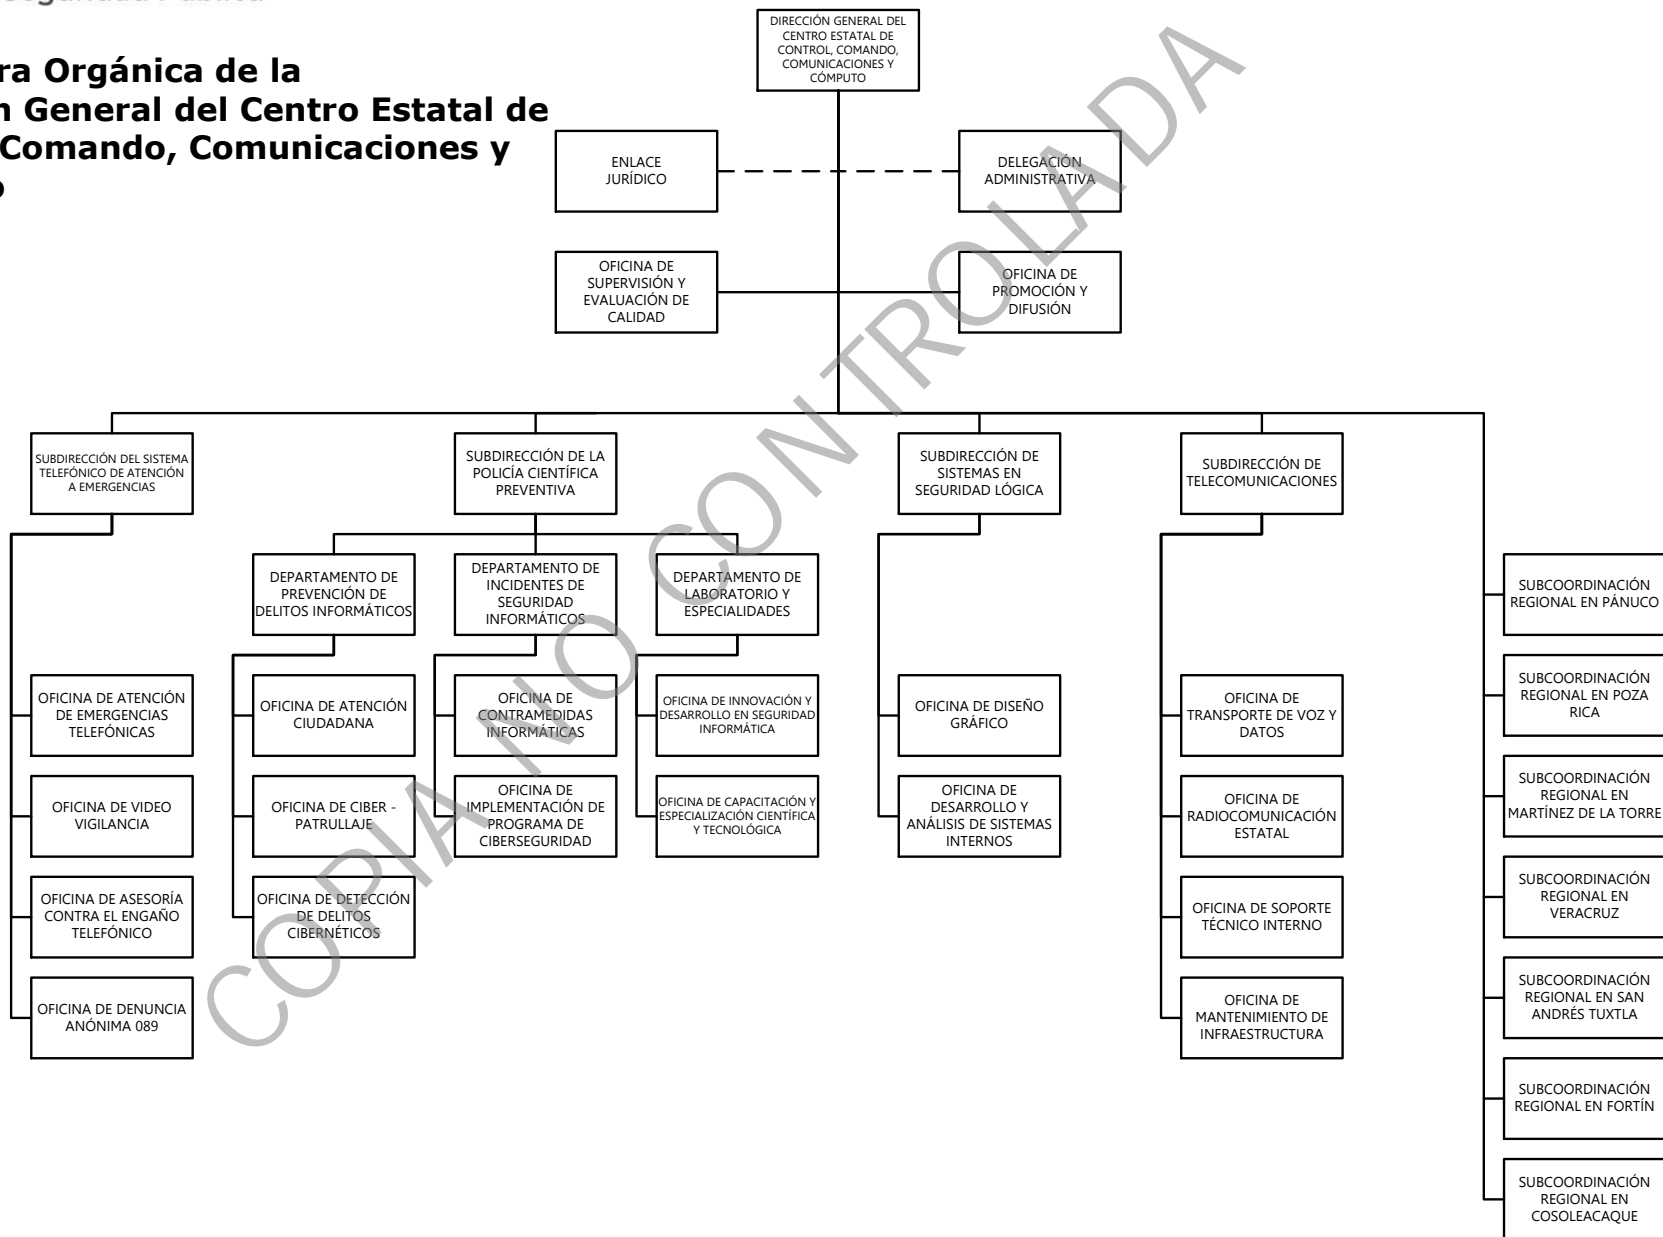 ra Orgánica de la
n General del Centro Estatal de
Comando, Comunicaciones y
DIRECCIÓN GENERAL DEL
CENTRO ESTATAL DE
CONTROL, COMANDO,
COMUNICACIONES Y
CÓMPUTO
ENLACE
JURÍDICO
DELEGACIÓN
ADMINISTRATIVA
OFICINA DE
SUPERVISIÓN Y
EVALUACIÓN DE
CALIDAD
OFICINA DE
PROMOCIÓN Y
DIFUSIÓN
SUBDIRECCIÓN DEL SISTEMA
TELEFÓNICO DE ATENCIÓN
A EMERGENCIAS
SUBDIRECCIÓN DE LA
POLICÍA CIENTÍFICA
PREVENTIVA
SUBDIRECCIÓN DE
SISTEMAS EN
SEGURIDAD LÓGICA
SUBDIRECCIÓN DE
TELECOMUNICACIONES
DEPARTAMENTO DE
PREVENCIÓN DE
DELITOS INFORMÁTICOS
DEPARTAMENTO DE
INCIDENTES DE
SEGURIDAD
INFORMÁTICOS
DEPARTAMENTO DE
LABORATORIO Y
ESPECIALIDADES
OFICINA DE ATENCIÓN
DE EMERGENCIAS
TELEFÓNICAS
OFICINA DE VIDEO
VIGILANCIA
OFICINA DE ASESORÍA
CONTRA EL ENGAÑO
TELEFÓNICO
OFICINA DE DENUNCIA
ANÓNIMA 089
OFICINA DE ATENCIÓN
CIUDADANA
OFICINA DE CIBER -
PATRULLAJE
OFICINA DE DETECCIÓN
DE DELITOS
CIBERNÉTICOS
OFICINA DE
CONTRAMEDIDAS
INFORMÁTICAS
OFICINA DE
IMPLEMENTACIÓN DE
PROGRAMA DE
CIBERSEGURIDAD
OFICINA DE INNOVACIÓN Y
DESARROLLO EN SEGURIDAD
INFORMÁTICA
OFICINA DE CAPACITACIÓN Y
ESPECIALIZACIÓN CIENTÍFICA
Y TECNOLÓGICA
OFICINA DE DISEÑO
GRÁFICO
OFICINA DE
DESARROLLO Y
ANÁLISIS DE SISTEMAS
INTERNOS
OFICINA DE
TRANSPORTE DE VOZ Y
DATOS
OFICINA DE
RADIOCOMUNICACIÓN
ESTATAL
OFICINA DE SOPORTE
TÉCNICO INTERNO
OFICINA DE
MANTENIMIENTO DE
INFRAESTRUCTURA
SUBCOORDINACIÓN
REGIONAL EN PÁNUCO
SUBCOORDINACIÓN
REGIONAL EN POZA
RICA
SUBCOORDINACIÓN
REGIONAL EN
MARTÍNEZ DE LA TORRE
SUBCOORDINACIÓN
REGIONAL EN
VERACRUZ
SUBCOORDINACIÓN
REGIONAL EN SAN
ANDRÉS TUXTLA
SUBCOORDINACIÓN
REGIONAL EN FORTÍN
SUBCOORDINACIÓN
REGIONAL EN
COSOLEACAQUE
COPIA NO CONTROLADA